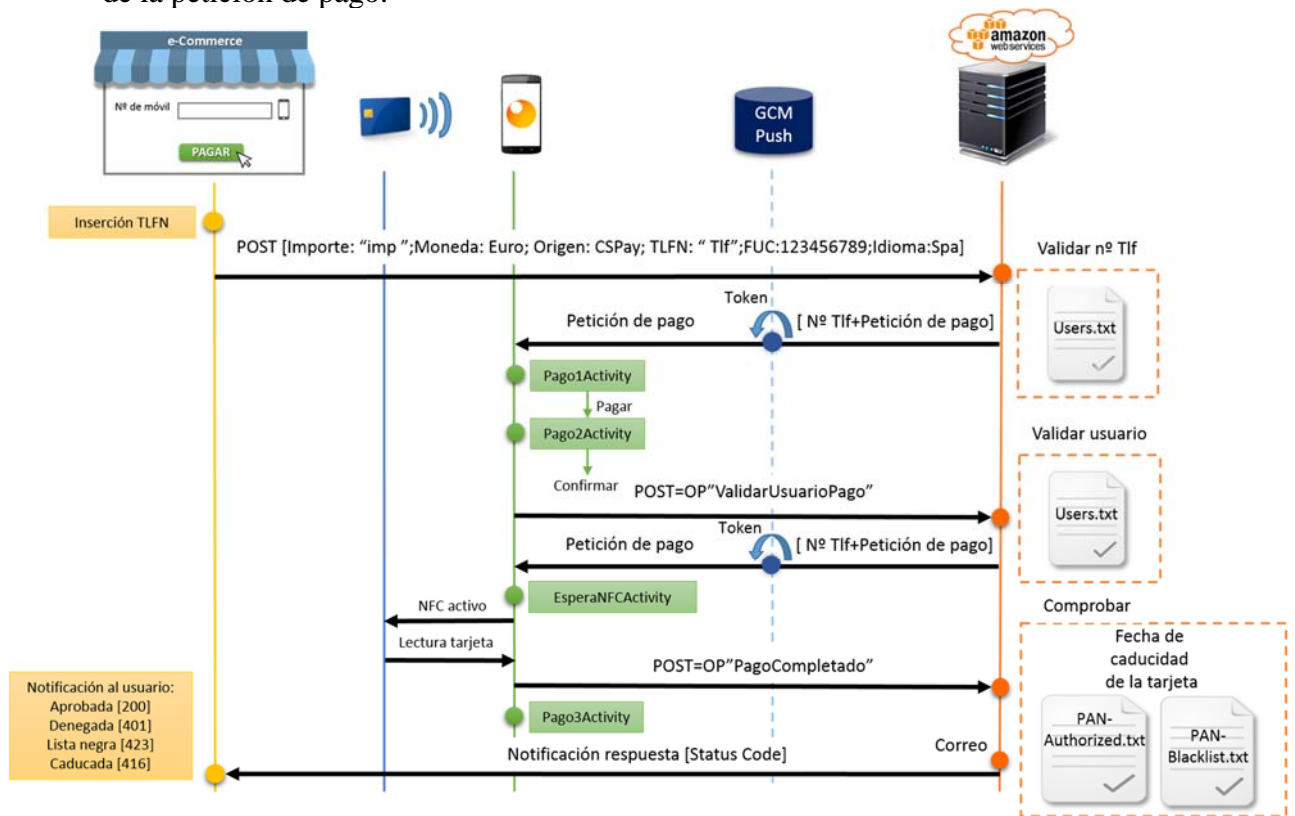 de la petición de pago.
e-Commerce
Nº de móvil
PAGAR
GCM
Push
amazon
webservices
Inserción TLFN
POST [Importe: “imp ”;Moneda: Euro; Origen: CSPay; TLFN: “ Tlf”;FUC:123456789;Idioma:Spa]
Validar nº Tlf
Users.txt
Token
Petición de pago
[ Nº Tlf+Petición de pago]
Pago1Activity
Pagar
Pago2Activity
Confirmar
Validar usuario
Users.txt
POST=OP”ValidarUsuarioPago”
Token
Petición de pago
[ Nº Tlf+Petición de pago]
EsperaNFCActivity
NFC activo
Lectura tarjeta
Comprobar
Fecha de
caducidad
de la tarjeta
PAN-
Authorized.txt
PAN-
Blacklist.txt
POST=OP”PagoCompletado”
Pago3Activity
Notificación al usuario:
Aprobada [200]
Denegada [401]
Lista negra [423]
Caducada [416]
Notificación respuesta [Status Code]
Correo